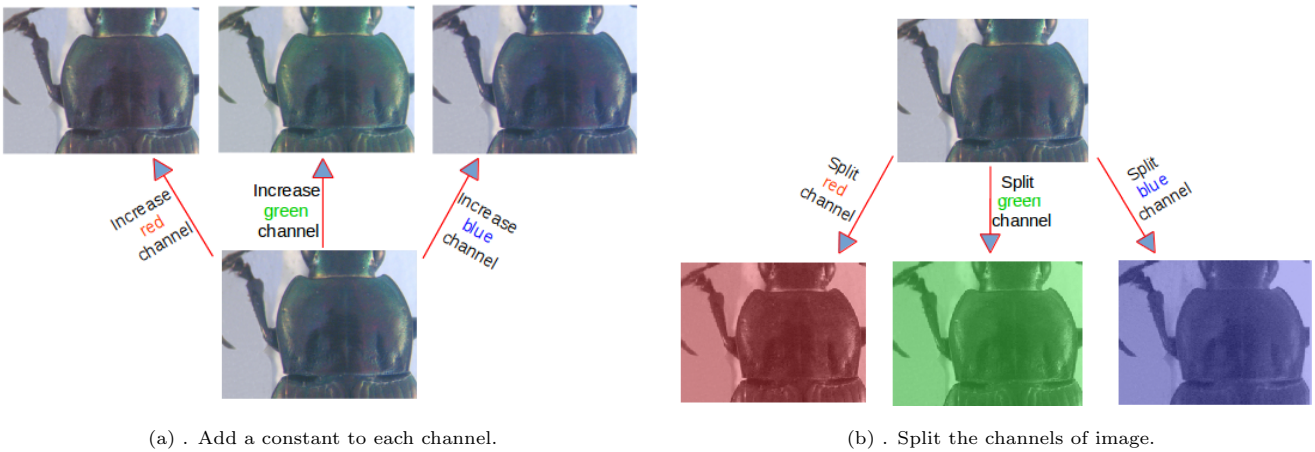 Increase
red
channel
Increase
green
channel
Increase
blue
channel
(a) . Add a constant to each channel.
Split
red
channel
Split
green
channel
Split
blue
channel
(b) . Split the channels of image.